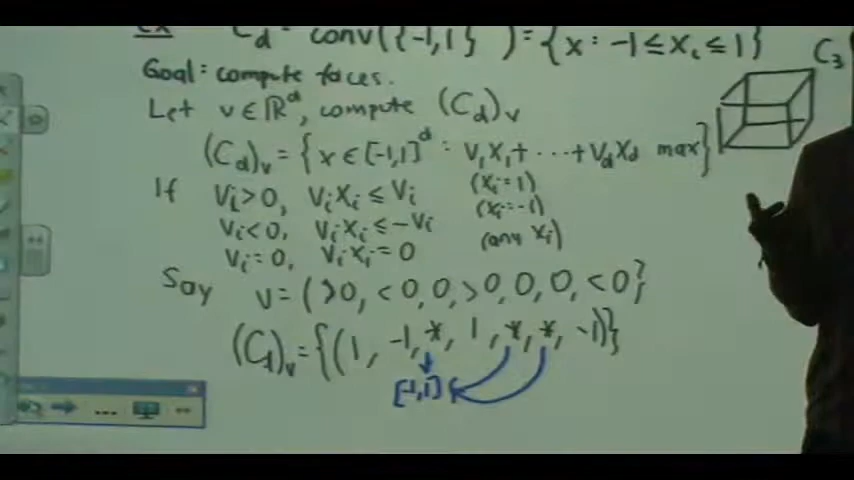 Ex C_d = conv({-1,1} ) = {x : -1 ≤ x_i ≤ 1}
C_3
Goal: compute faces.
Let v ∈ ℝ^d, compute (C_d)_v
(C_d)_v = {x ∈ [-1,1]^d : v_1x_1 + ... + v_dx_d max}
If v_i > 0, v_ix_i ≤ v_i (x_i = 1)
v_i < 0, v_ix_i ≤ -v_i (x_i = -1)
v_i = 0, v_ix_i = 0 (any x_i)
Say v = (>0, <0, 0, >0, 0, 0, <0}
(C_d)_v = {(1, -1, *, 1, *, *, -1)}
[-1,1]